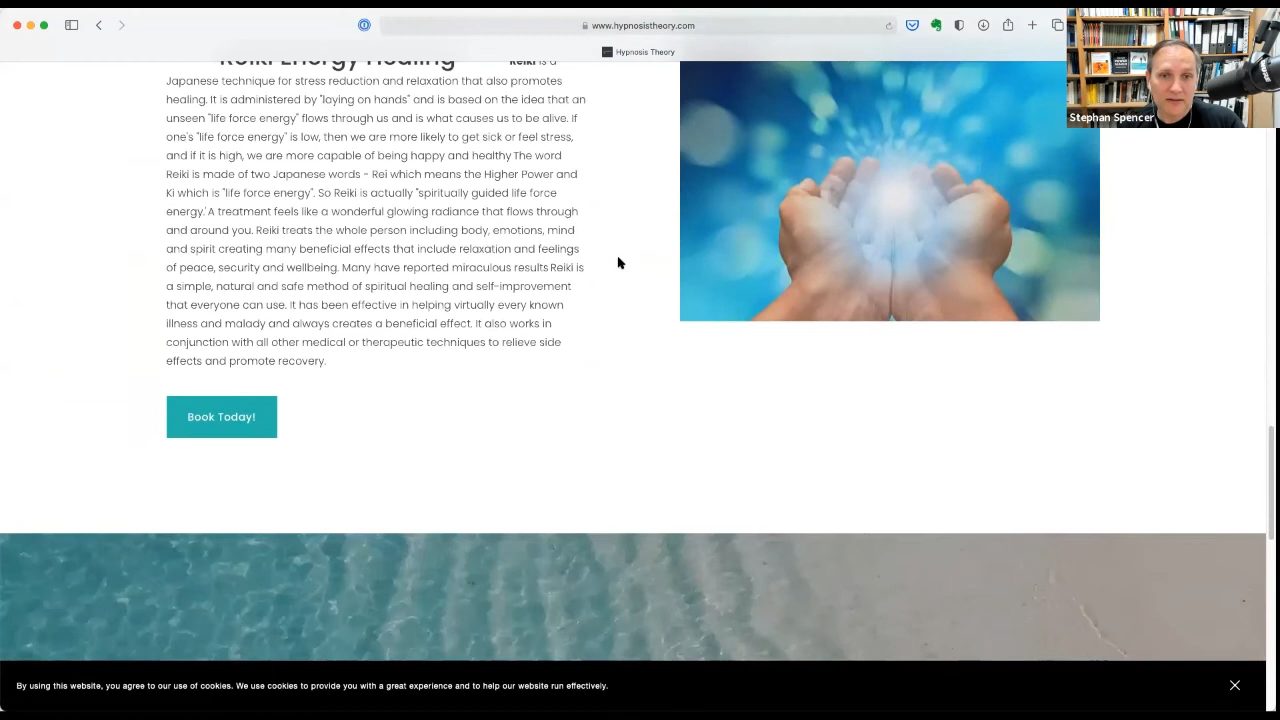 www.hypnosistheory.com
Hypnosis Theory
Stephan Spencer
Reiki Energy Healing Reiki is a
Japanese technique for stress reduction and relaxation that also promotes
healing. It is administered by "laying on hands" and is based on the idea that an
unseen "life force energy" flows through us and is what causes us to be alive. If
one's "life force energy" is low, then we are more likely to get sick or feel stress,
and if it is high, we are more capable of being happy and healthy The word
Reiki is made of two Japanese words - Rei which means the Higher Power and
Ki which is "life force energy". So Reiki is actually "spiritually guided life force
energy.' A treatment feels like a wonderful glowing radiance that flows through
and around you. Reiki treats the whole person including body, emotions, mind
and spirit creating many beneficial effects that include relaxation and feelings
of peace, security and wellbeing. Many have reported miraculous results Reiki is
a simple, natural and safe method of spiritual healing and self-improvement
that everyone can use. It has been effective in helping virtually every known
illness and malady and always creates a beneficial effect. It also works in
conjunction with all other medical or therapeutic techniques to relieve side
effects and promote recovery.
Book Today!
By using this website, you agree to our use of cookies. We use cookies to provide you with a great experience and to help our website run effectively.